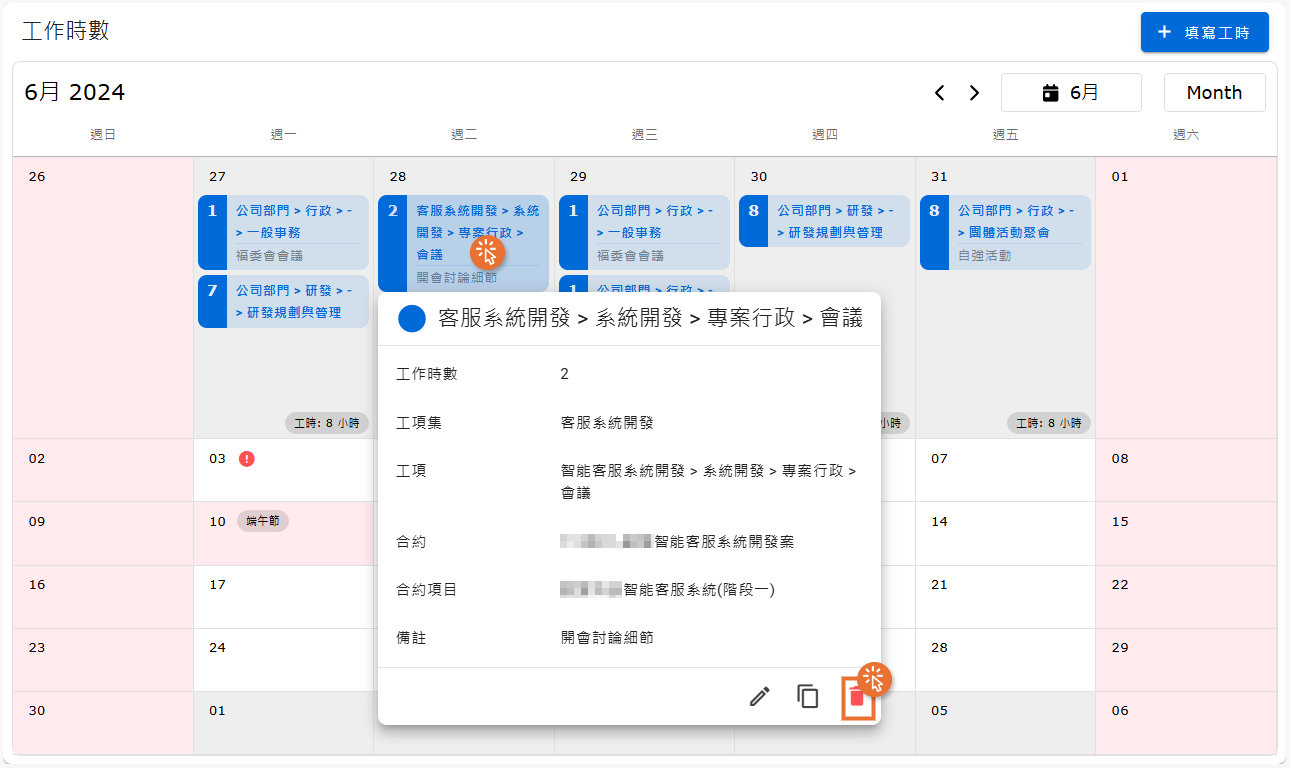 工作時數
填寫工時
6月 2024
6月
Month
週日
週一
週二
週三
週四
週五
週六
26
27
28
29
30
31
01
1
公司部門 > 行政 > -
> 一般事務
福委會會議
7
公司部門 > 研發 > -
> 研發規劃與管理
工時: 8 小時
2
客服系統開發 > 系統
開發 > 專案行政 >
會議
開會討論細節
1
公司部門 > 行政 > -
> 一般事務
福委會會議
1
公司部門 > 行政 > -
8
公司部門 > 研發 > -
> 研發規劃與管理
小時
8
公司部門 > 行政 > -
> 團體活動聚會
自強活動
工時: 8 小時
客服系統開發 > 系統開發 > 專案行政 > 會議
工作時數
2
工項集
客服系統開發
工項
智能客服系統開發 > 系統開發 > 專案行政 >
會議
合約
智能客服系統開發案
合約項目
智能客服系統(階段一)
備註
開會討論細節
02
03
07
08
09
10
端午節
14
15
16
17
21
22
23
24
28
29
30
01
05
06